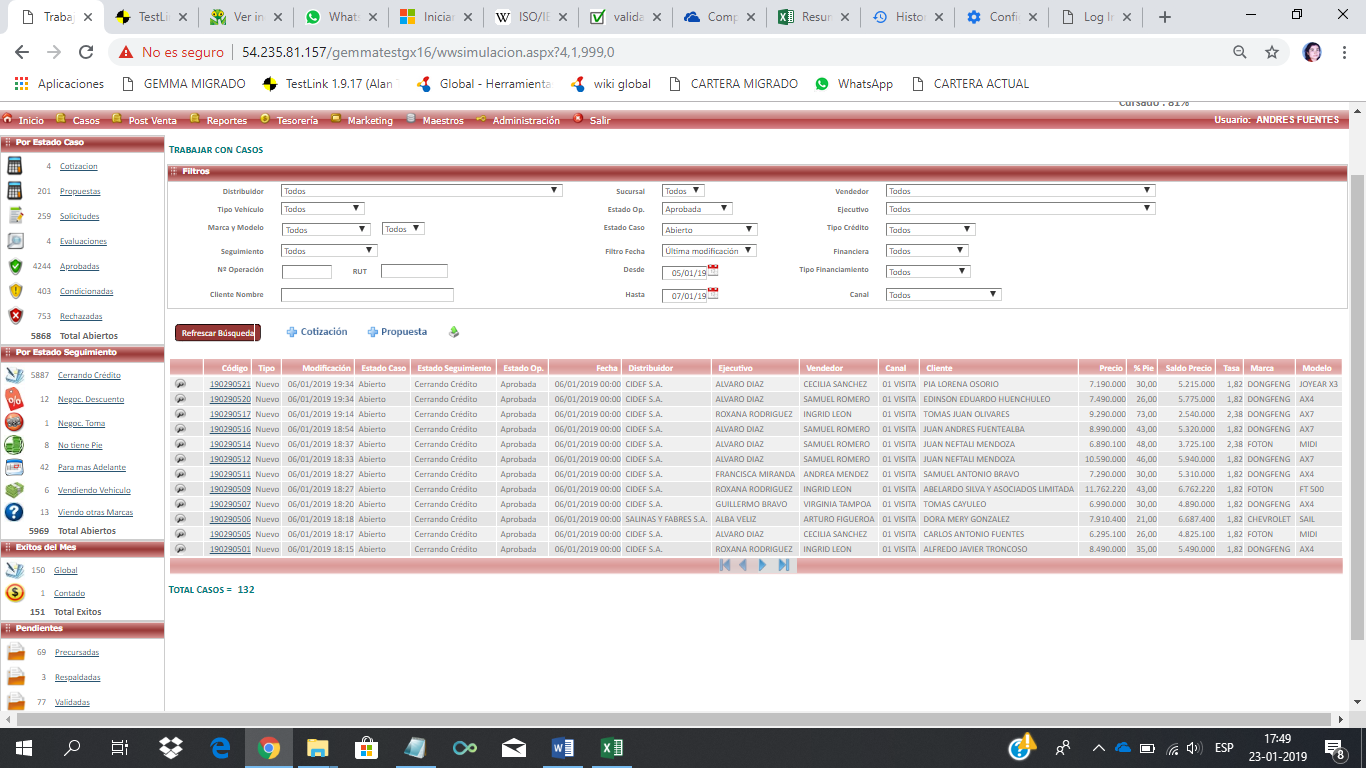 Trabaj
TestLi
Ver in
Whats
Iniciar
ISO/IE
valida
Comp
Resur
Histo
Config
Log In
No es seguro | 54.235.81.157/gemmatestgx16/wwsimulacion.aspx?4,1,999,0
Aplicaciones GEMMA MIGRADO TestLink 1.9.17 (Alan Global - Herramienta wiki global CARTERA MIGRADO WhatsApp CARTERA ACTUAL
Cursado : 81%
Inicio Casos Post Venta Reportes Tesorería Marketing Maestros Administración Salir Usuario: ANDRES FUENTES
Por Estado Caso
4 Cotizacion
201 Propuestas
259 Solicitudes
4 Evaluaciones
4244 Aprobadas
403 Condicionadas
753 Rechazadas
5868 Total Abiertos
Por Estado Seguimiento
5887 Cerrando Crédito
12 Negoc. Descuento
1 Negoc. Toma
8 No tiene Pie
42 Para mas Adelante
6 Vendiendo Vehículo
13 Viendo otras Marcas
5969 Total Abiertos
Exitos del Mes
150 Global
1 Contado
151 Total Exitos
Pendientes
69 Precursadas
3 Respaldadas
77 Validadas
TRABAJAR CON CASOS
Filtros
Distribuidor Todos Sucursal Todos Vendedor Todos
Tipo Vehículo Todos Estado Op. Aprobada Ejecutivo Todos
Marca y Modelo Todos Todos Estado Caso Abierto Tipo Crédito Todos
Seguimiento Todos Filtro Fecha Última modificación Financiera Todos
Nº Operación RUT Desde 05/01/19 Tipo Financiamiento Todos
Cliente Nombre Hasta 07/01/19 Canal Todos
Refrescar Búsqueda Cotización Propuesta
Código Tipo Modificación Estado Caso Estado Seguimiento Estado Op. Fecha Distribuidor Ejecutivo Vendedor Canal Cliente Precio % Pie Saldo Precio Tasa Marca Modelo
190290521 Nuevo 06/01/2019 19:34 Abierto Cerrando Crédito Aprobada 06/01/2019 00:00 CIDEF S.A. ALVARO DIAZ CECILIA SANCHEZ 01 VISITA PIA LORENA OSORIO 7.190.000 30,00 5.215.000 1,82 DONGFENG JOYEAR X3
190290520 Nuevo 06/01/2019 19:34 Abierto Cerrando Crédito Aprobada 06/01/2019 00:00 CIDEF S.A. ALVARO DIAZ SAMUEL ROMERO 01 VISITA EDINSON EDUARDO HUENCHULEO 7.490.000 26,00 5.775.000 1,82 DONGFENG AX4
190290517 Nuevo 06/01/2019 19:14 Abierto Cerrando Crédito Aprobada 06/01/2019 00:00 CIDEF S.A. ROXANA RODRIGUEZ INGRID LEON 01 VISITA TOMAS JUAN OLIVARES 9.290.000 73,00 2.540.000 2,38 DONGFENG AX7
190290516 Nuevo 06/01/2019 18:54 Abierto Cerrando Crédito Aprobada 06/01/2019 00:00 CIDEF S.A. ALVARO DIAZ SAMUEL ROMERO 01 VISITA JUAN ANDRES FUENTEALBA 8.990.000 43,00 5.320.000 1,82 DONGFENG AX7
190290514 Nuevo 06/01/2019 18:37 Abierto Cerrando Crédito Aprobada 06/01/2019 00:00 CIDEF S.A. ALVARO DIAZ SAMUEL ROMERO 01 VISITA JUAN NEFTALI MENDOZA 6.890.100 48,00 3.725.100 2,38 FOTON MIDI
190290512 Nuevo 06/01/2019 18:33 Abierto Cerrando Crédito Aprobada 06/01/2019 00:00 CIDEF S.A. ALVARO DIAZ SAMUEL ROMERO 01 VISITA JUAN NEFTALI MENDOZA 10.590.000 46,00 5.940.000 1,82 DONGFENG AX7
190290511 Nuevo 06/01/2019 18:27 Abierto Cerrando Crédito Aprobada 06/01/2019 00:00 CIDEF S.A. FRANCISCA MIRANDA ANDREA MENDEZ 01 VISITA SAMUEL ANTONIO BRAVO 7.290.000 30,00 5.310.000 1,82 DONGFENG AX4
190290509 Nuevo 06/01/2019 18:27 Abierto Cerrando Crédito Aprobada 06/01/2019 00:00 CIDEF S.A. ROXANA RODRIGUEZ INGRID LEON 01 VISITA ABELARDO SILVA Y ASOCIADOS LIMITADA 11.762.220 43,00 6.762.220 1,82 FOTON FT 500
190290507 Nuevo 06/01/2019 18:20 Abierto Cerrando Crédito Aprobada 06/01/2019 00:00 CIDEF S.A. GUILLERMO BRAVO VIRGINIA TAMPOA 01 VISITA TOMAS CAYULEO 6.990.000 30,00 4.890.000 1,82 DONGFENG AX4
190290506 Nuevo 06/01/2019 18:18 Abierto Cerrando Crédito Aprobada 06/01/2019 00:00 SALINAS Y FABRES S.A. ALBA VELIZ ARTURO FIGUEROA 01 VISITA DORA MERY GONZALEZ 7.910.400 21,00 6.687.400 1,82 CHEVROLET SAIL
190290505 Nuevo 06/01/2019 18:17 Abierto Cerrando Crédito Aprobada 06/01/2019 00:00 CIDEF S.A. ALVARO DIAZ CECILIA SANCHEZ 01 VISITA CARLOS ANTONIO FUENTES 6.295.100 26,00 4.825.100 1,82 FOTON MIDI
190290501 Nuevo 06/01/2019 18:15 Abierto Cerrando Crédito Aprobada 06/01/2019 00:00 CIDEF S.A. ROXANA RODRIGUEZ INGRID LEON 01 VISITA ALFREDO JAVIER TRONCOSO 8.490.000 35,00 5.490.000 1,82 DONGFENG AX4
TOTAL CASOS = 132
ESP
17:49
23-01-2019
8